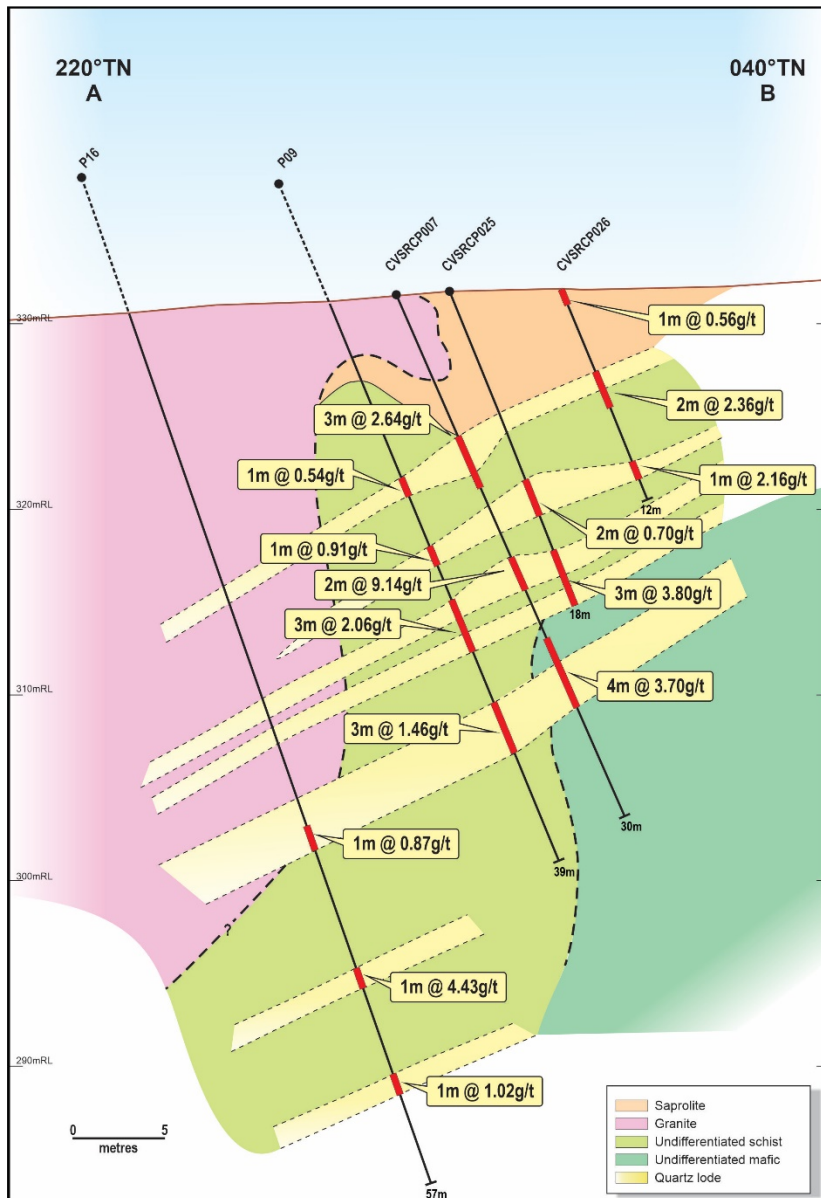 220°TN
A
040°TN
B
P16
P09
CVSRCP007
CVSRCP025
CVSRCP026
330mRL
1m @ 0.56g/t
2m @ 2.36g/t
3m @ 2.64g/t
1m @ 0.54g/t
1m @ 2.16g/t
320mRL
12m
2m @ 0.70g/t
1m @ 0.91g/t
2m @ 9.14g/t
3m @ 3.80g/t
3m @ 2.06g/t
18m
4m @ 3.70g/t
310mRL
3m @ 1.46g/t
30m
1m @ 0.87g/t
39m
300mRL
?
1m @ 4.43g/t
290mRL
1m @ 1.02g/t
0 5
metres
57m
Saprolite
Granite
Undifferentiated schist
Undifferentiated mafic
Quartz lode